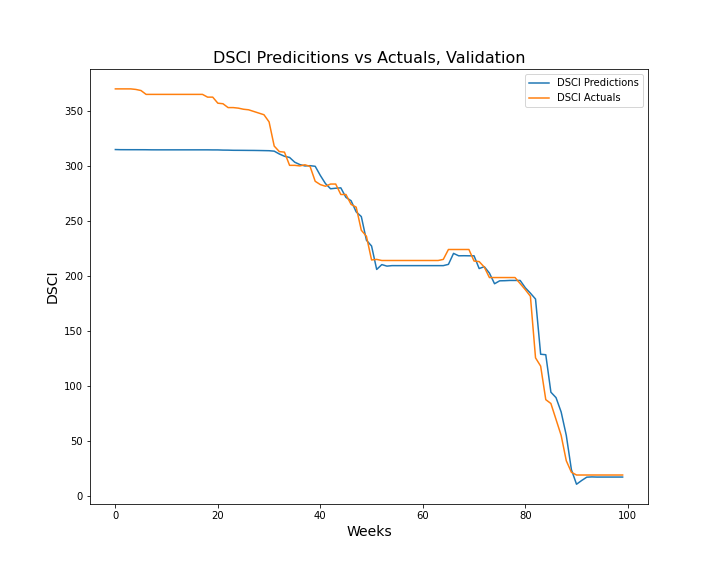 DSCI Predicitions vs Actuals, Validation
DSCI Predictions
DSCI Actuals
350
300
250
200
150
100
50
0
DSCI
0 20 40 60 80 100
Weeks